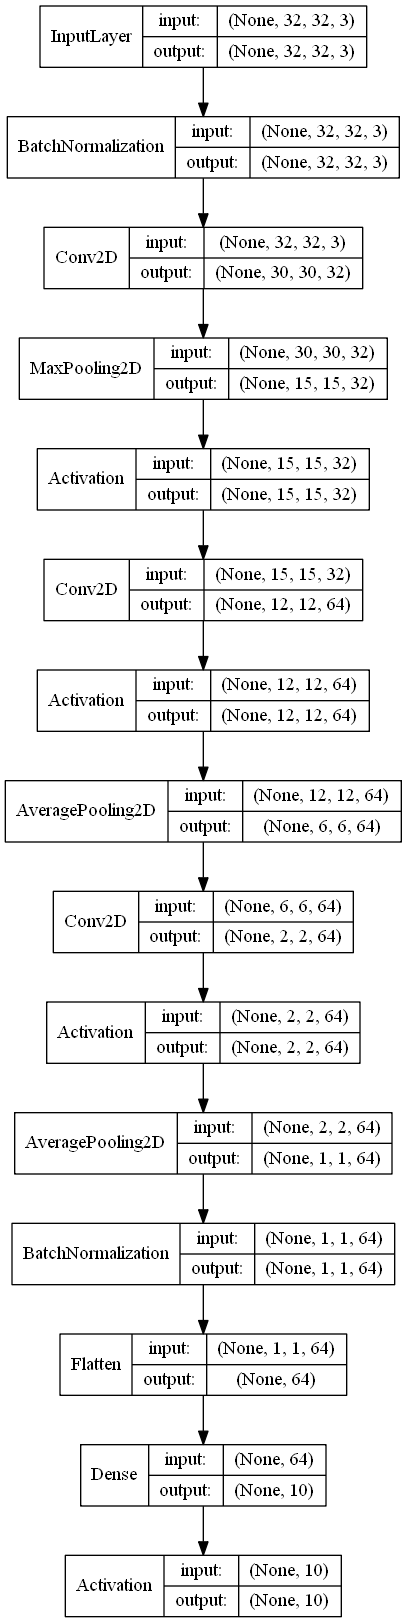 InputLayer
input: (None, 32, 32, 3)
output: (None, 32, 32, 3)
BatchNormalization
input: (None, 32, 32, 3)
output: (None, 32, 32, 3)
Conv2D
input: (None, 32, 32, 3)
output: (None, 30, 30, 32)
MaxPooling2D
input: (None, 30, 30, 32)
output: (None, 15, 15, 32)
Activation
input: (None, 15, 15, 32)
output: (None, 15, 15, 32)
Conv2D
input: (None, 15, 15, 32)
output: (None, 12, 12, 64)
Activation
input: (None, 12, 12, 64)
output: (None, 12, 12, 64)
AveragePooling2D
input: (None, 12, 12, 64)
output: (None, 6, 6, 64)
Conv2D
input: (None, 6, 6, 64)
output: (None, 2, 2, 64)
Activation
input: (None, 2, 2, 64)
output: (None, 2, 2, 64)
AveragePooling2D
input: (None, 2, 2, 64)
output: (None, 1, 1, 64)
BatchNormalization
input: (None, 1, 1, 64)
output: (None, 1, 1, 64)
Flatten
input: (None, 1, 1, 64)
output: (None, 64)
Dense
input: (None, 64)
output: (None, 10)
Activation
input: (None, 10)
output: (None, 10)